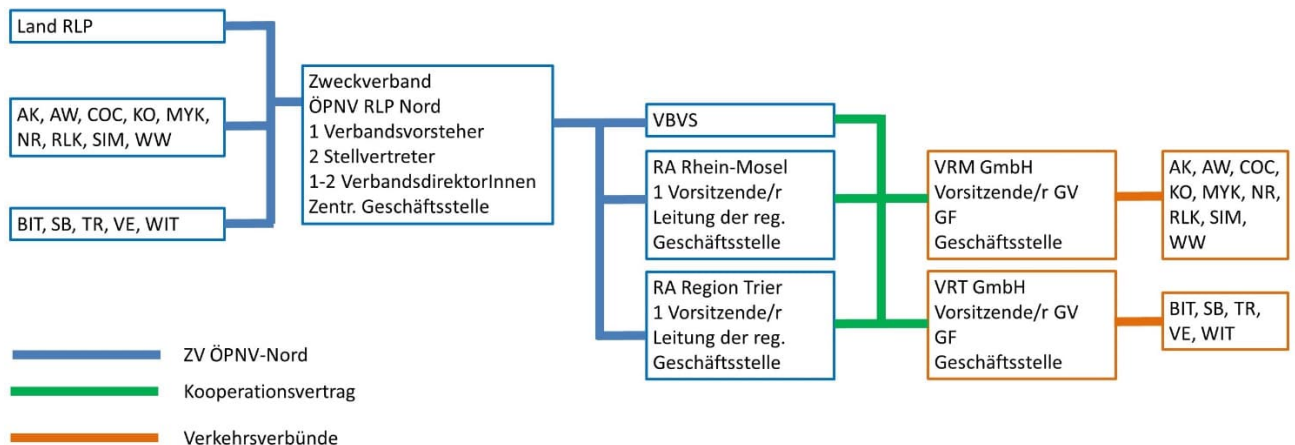 Land RLP
AK, AW, COC, KO, MYK,
NR, RLK, SIM, WW
BIT, SB, TR, VE, WIT
Zweckverband
ÖPNV RLP Nord
1 Verbandsvorsteher
2 Stellvertreter
1-2 VerbandsdirektorInnen
Zentr. Geschäftsstelle
VBVS
RA Rhein-Mosel
1 Vorsitzende/r
Leitung der reg.
Geschäftsstelle
RA Region Trier
1 Vorsitzende/r
Leitung der reg.
Geschäftsstelle
VRM GmbH
Vorsitzende/r GV
GF
Geschäftsstelle
VRT GmbH
Vorsitzende/r GV
GF
Geschäftsstelle
AK, AW, COC,
KO, MYK, NR,
RLK, SIM,
WW
BIT, SB, TR,
VE, WIT
ZV ÖPNV-Nord
Kooperationsvertrag
Verkehrsverbünde